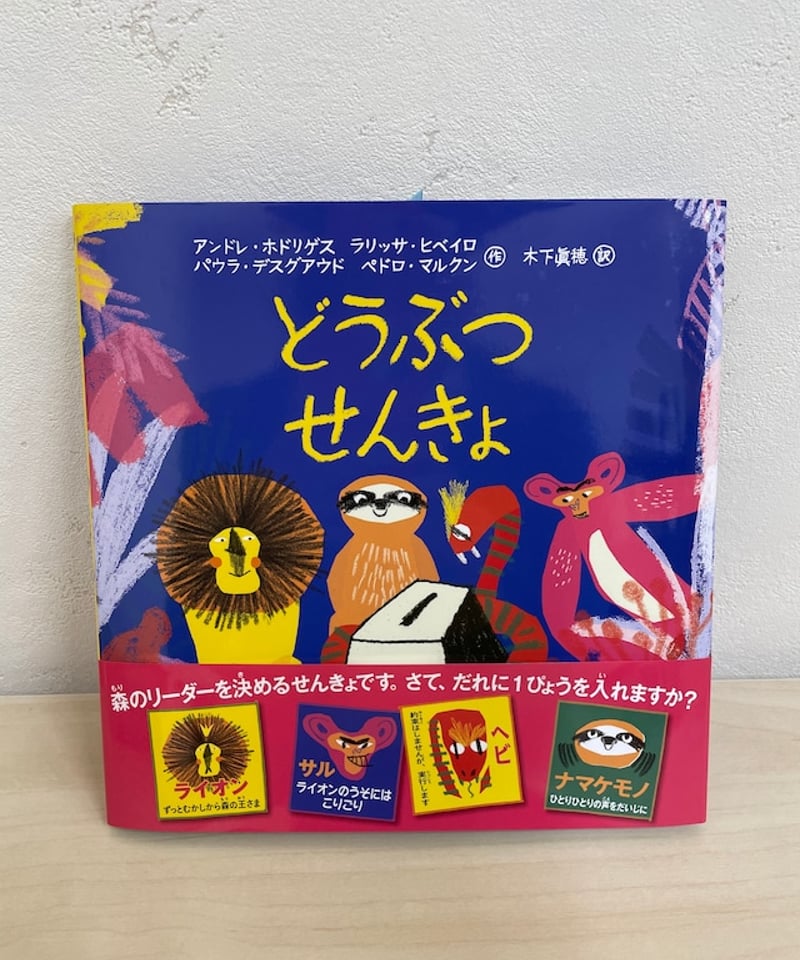 アンドレ・ホドリゲス ラリッサ・ヒベイロ
パウラ・デスグアウド ペドロ・マルクン 作 木下眞穂 訳
どうぶつ
せんきょ
森のリーダーを決めるせんきょです。さて、だれに1ぴょうを入れますか?
ライオン
ずっとむかしから森の王さま
サル
ライオンのうそには
こりごり
ヘビ
約束はしませんが、実行します
ナマケモノ
ひとりひとりの声をだいじに